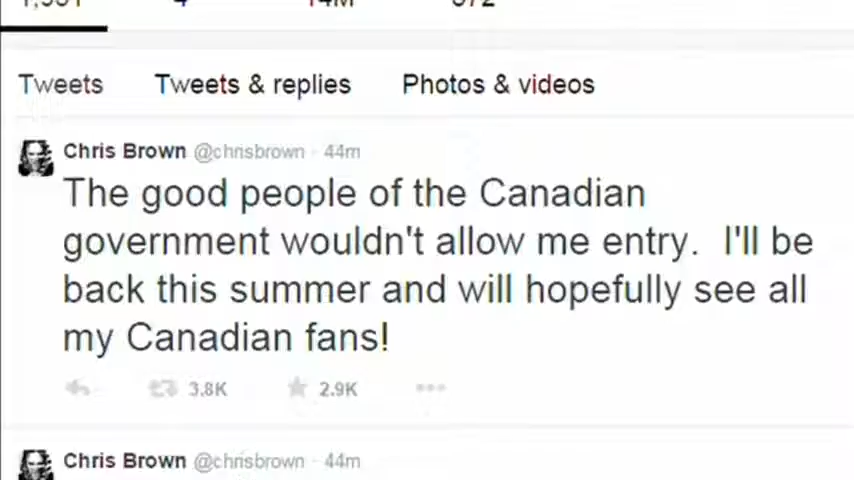 Tweets Tweets & replies Photos & videos
Chris Brown @chrisbrown · 44m
The good people of the Canadian
government wouldn't allow me entry. I'll be
back this summer and will hopefully see all
my Canadian fans!
3.8K 2.9K
Chris Brown @chrisbrown · 44m